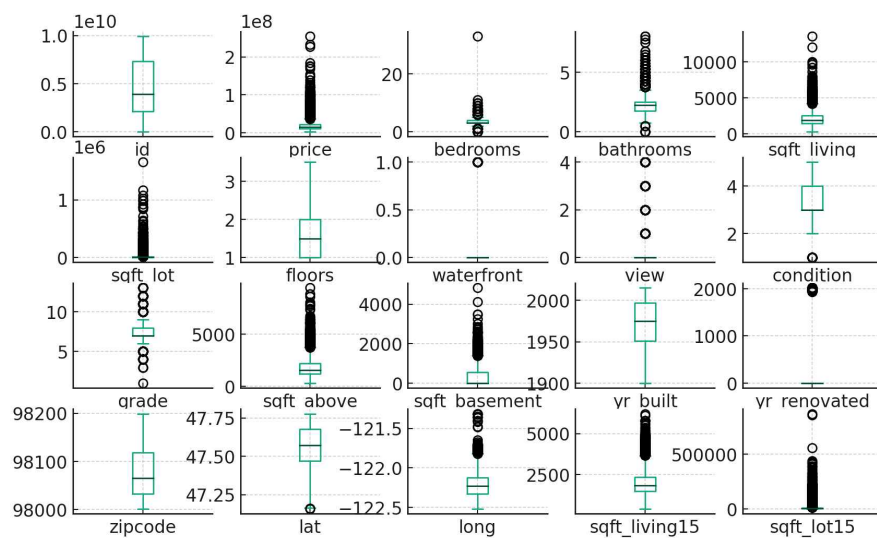 1e10 1e8
1.0 0.5 0.0
2 1 0
20 0
5 0
10000 5000 0
id price bedrooms bathrooms sqft_living
1e6
1 0
3 2 1
1.0 0.5 0.0
4 3 2 1 0
4 2
sqft_lot floors waterfront view condition
10 5
5000 0
4000 2000 0
2000 1950 1900
2000 1000 0
grade sqft_above sqft_basement yr_built yr_renovated
98200 98100 98000
47.75 47.50 47.25
−121.5 −122.0 −122.5
5000 2500
500000 0
zipcode lat long sqft_living15 sqft_lot15